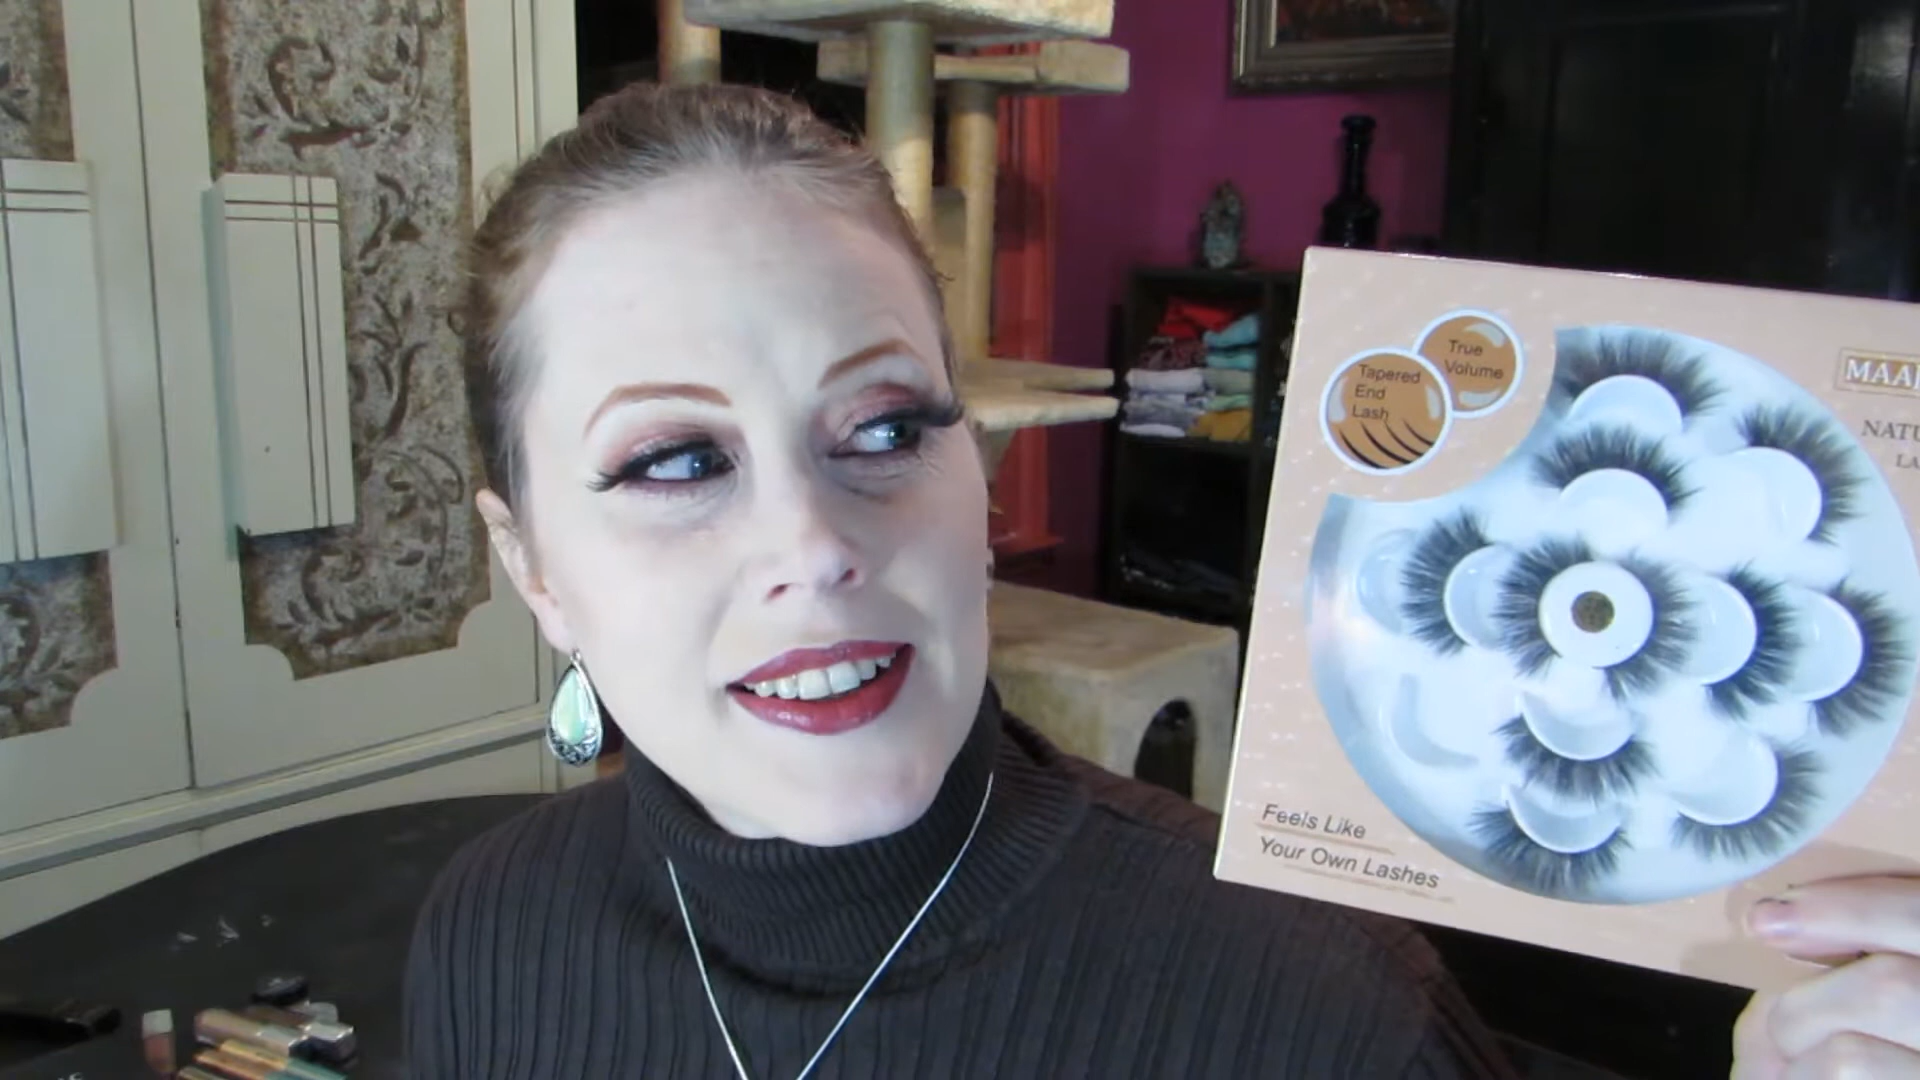 True
Volume
Tapered
End
Lash
Feels Like
Your Own Lashes